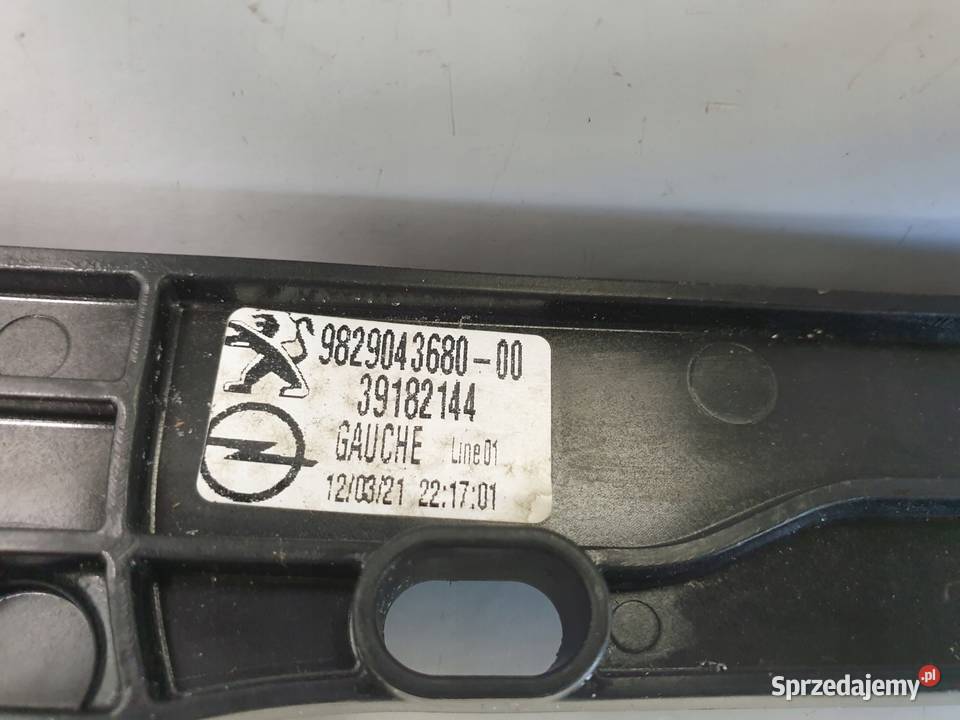 9829043680-00
39182144
GAUCHE Line01
12/03/21 22:17:01
Sprzedajemy.pl